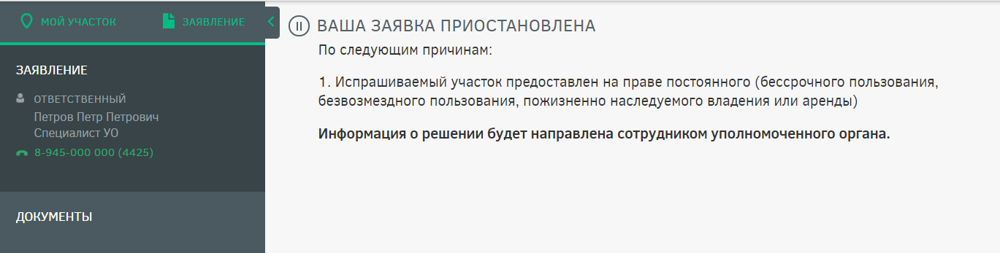 МОЙ УЧАСТОК
ЗАЯВЛЕНИЕ
ЗАЯВЛЕНИЕ
ОТВЕТСТВЕННЫЙ
Петров Петр Петрович
Специалист УО
8-945-000 000 (4425)
ДОКУМЕНТЫ
ВАША ЗАЯВКА ПРИОСТАНОВЛЕНА
По следующим причинам:
1. Испрашиваемый участок предоставлен на праве постоянного (бессрочного пользования,
безвозмездного пользования, пожизненно наследуемого владения или аренды)
Информация о решении будет направлена сотрудником уполномоченного органа.